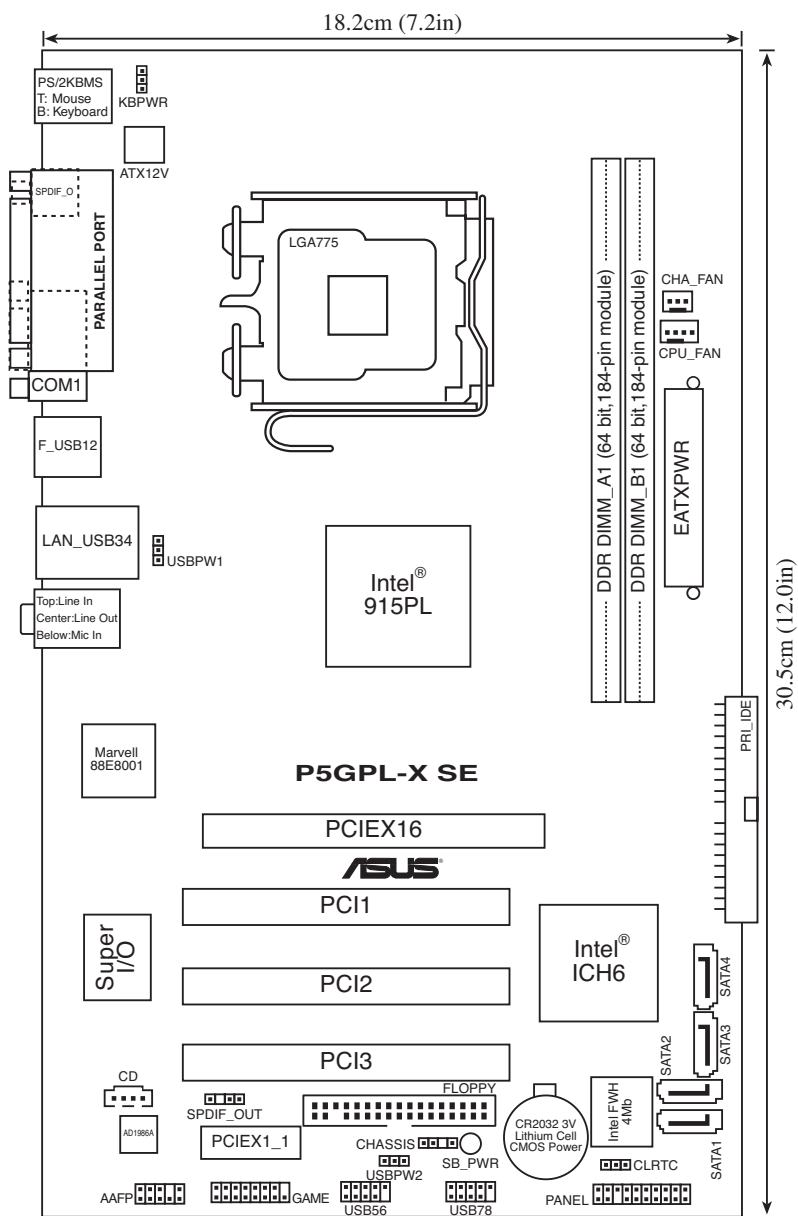 18.2cm (7.2in)
PS/2KBMS
T: Mouse
B: Keyboard
KBPWR
ATX12V
SPDIF_O
PARALLEL PORT
COM1
LGA775
DDR DIMM_A1 (64 bit,184-pin module)
DDR DIMM_B1 (64 bit,184-pin module)
CHA_FAN
CPU_FAN
EATXPWR
30.5cm (12.0in)
F_USB12
LAN_USB34
USBPW1
Top:Line In
Center:Line Out
Below:Mic In
Intel®
915PL
PRI_IDE
Marvell
88E8001
P5GPL-X SE
PCIEX16
ASUS®
PCI1
Super
I/O
Intel®
ICH6
PCI2
SATA4
SATA3
PCI3
SATA2
CD
FLOPPY
SPDIF_OUT
AD1986A
PCIEX1_1
CHASSIS
SB_PWR
USBPW2
CR2032 3V
Lithium Cell
CMOS Power
Intel FWH
4Mb
SATA1
CLRTC
AAFP
GAME
USB56
USB78
PANEL